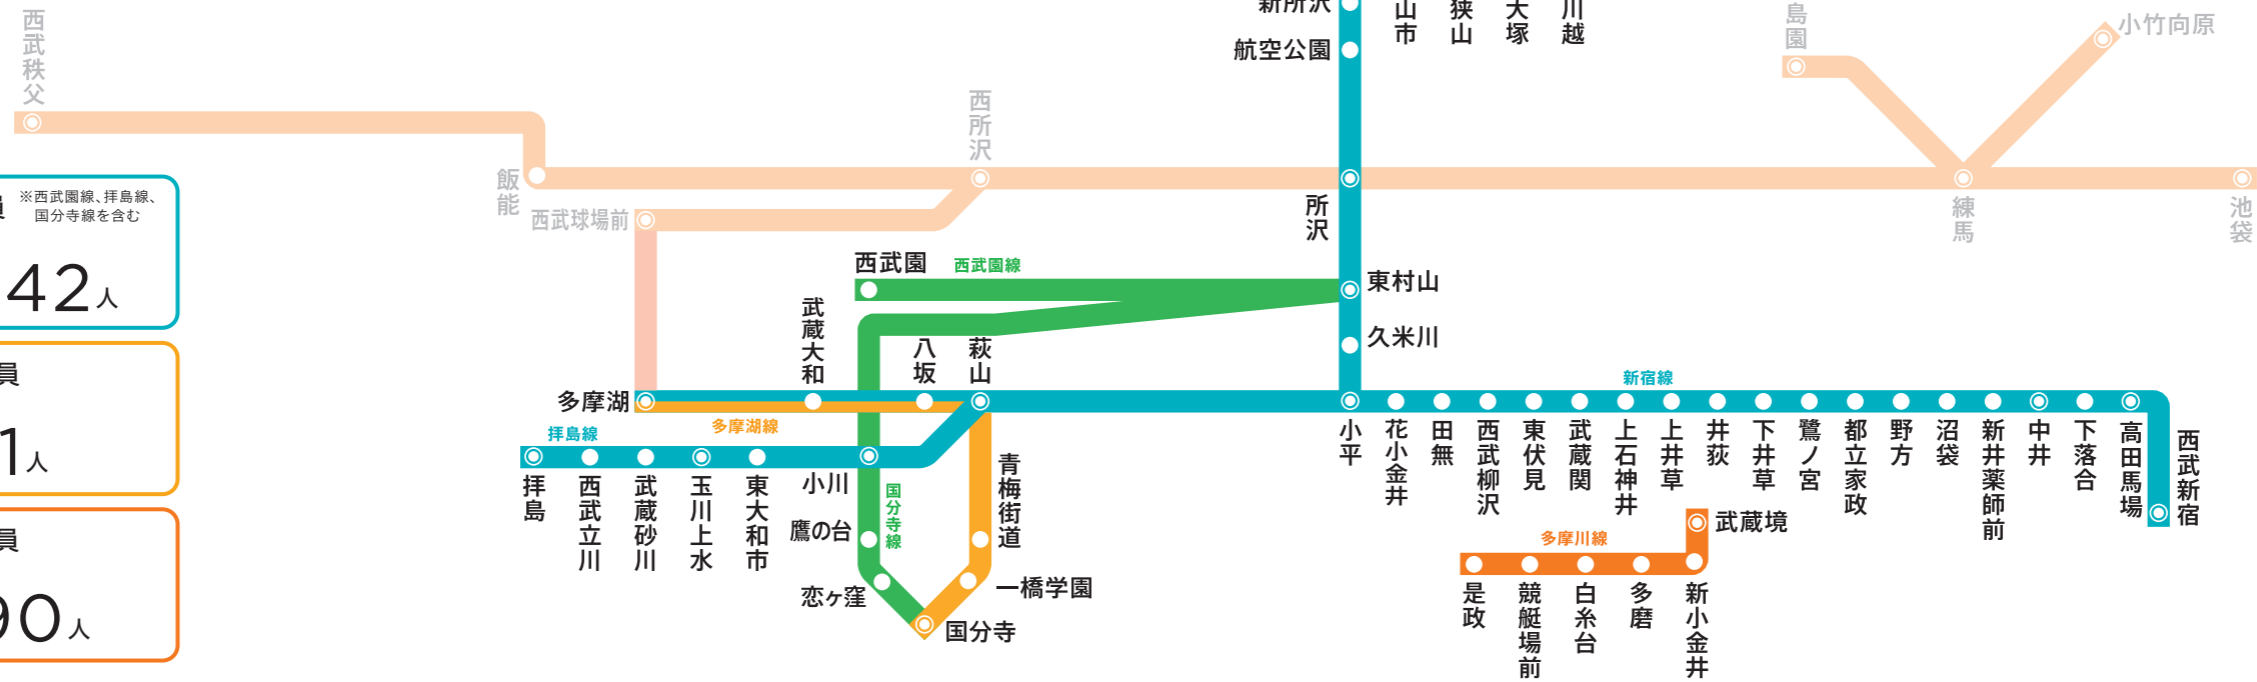 西武秩父
新所沢
航空公園
山市
狭山
大塚
川越
島園
小竹向原
西所沢
飯能
西武球場前
所沢
練馬
池袋
員
※西武園線、拝島線、
国分寺線を含む
42人
員
1人
員
90人
西武園
西武園線
東村山
武蔵大和
八坂
萩山
久米川
多摩湖
多摩湖線
新宿線
拝島線
小平
花小金井
田無
西武柳沢
東伏見
武蔵関
上石神井
上井草
井荻
下井草
鷺ノ宮
都立家政
野方
沼袋
新井薬師前
中井
下落合
高田馬場
西武新宿
拝島
西武立川
武蔵砂川
玉川上水
東大和市
小川
国分寺線
青梅街道
鷹の台
恋ヶ窪
一橋学園
国分寺
武蔵境
多摩川線
是政
競艇場前
白糸台
多磨
新小金井